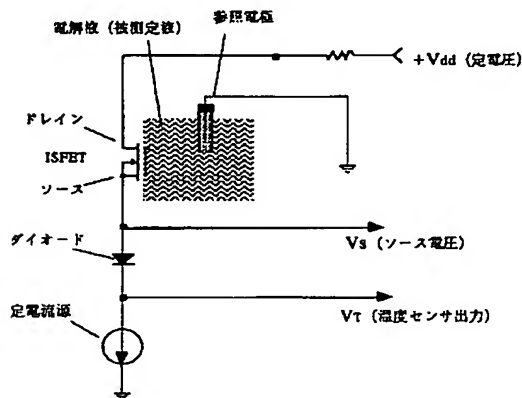 参照電極
電解液（被測定液）
+Vdd（定電圧）
ドレイン
ISFET
ソース
Vs（ソース電圧）
ダイオード
定電流源
VT（温度センサ出力）